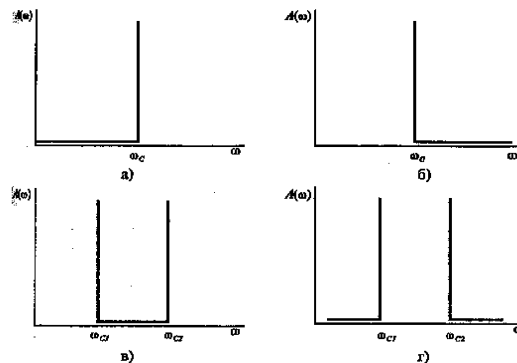 A(ω) A(ω)
ω_C ω ω_C ω
а) б)
A(ω) A(ω)
ω_C1 ω_C2 ω ω_C1 ω_C2 ω
в) г)